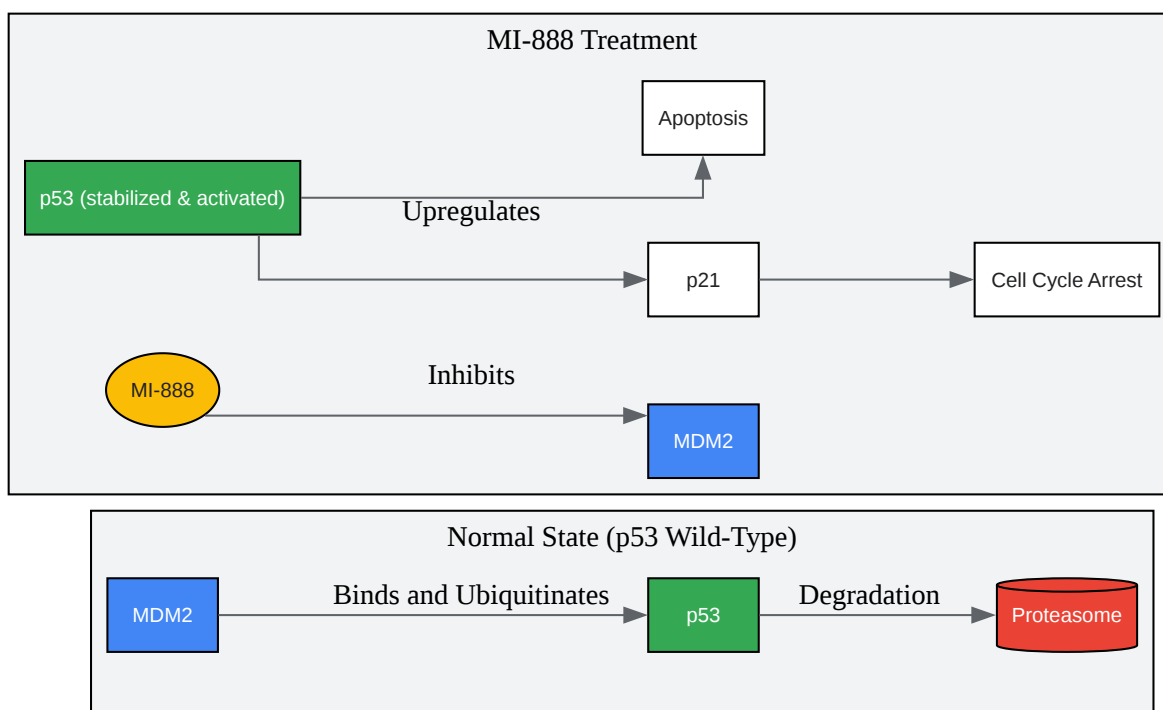 MI-888 Treatment
Apoptosis
p53 (stabilized & activated)
Upregulates
p21
Cell Cycle Arrest
MI-888
Inhibits
MDM2
Normal State (p53 Wild-Type)
MDM2
Binds and Ubiquitinates
p53
Degradation
Proteasome